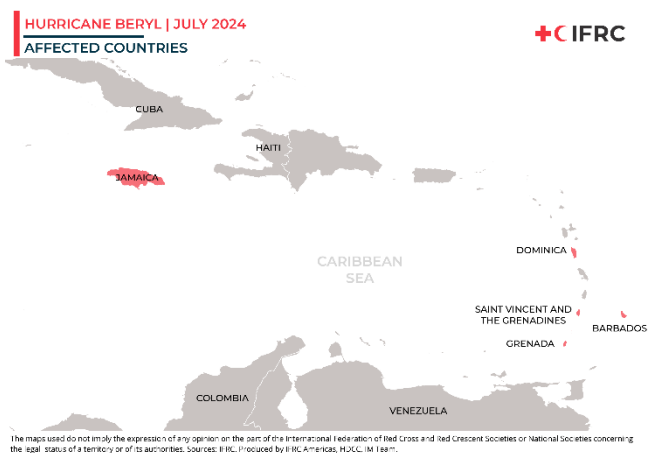 HURRICANE BERYL | JULY 2024
AFFECTED COUNTRIES
IFRC
CUBA
HAITI
JAMAICA
DOMINICA
CARIBBEAN
SEA
SAINT VINCENT AND
THE GRENADINES
BARBADOS
GRENADA
COLOMBIA
VENEZUELA
The maps used do not imply the expression of any opinion on the part of the International Federation of Red Cross and Red Crescent Societies or National Societies concerning
the legal status of a territory or of its authorities. Sources: IFRC. Produced by IFRC Americas, HDCC, IM Team.